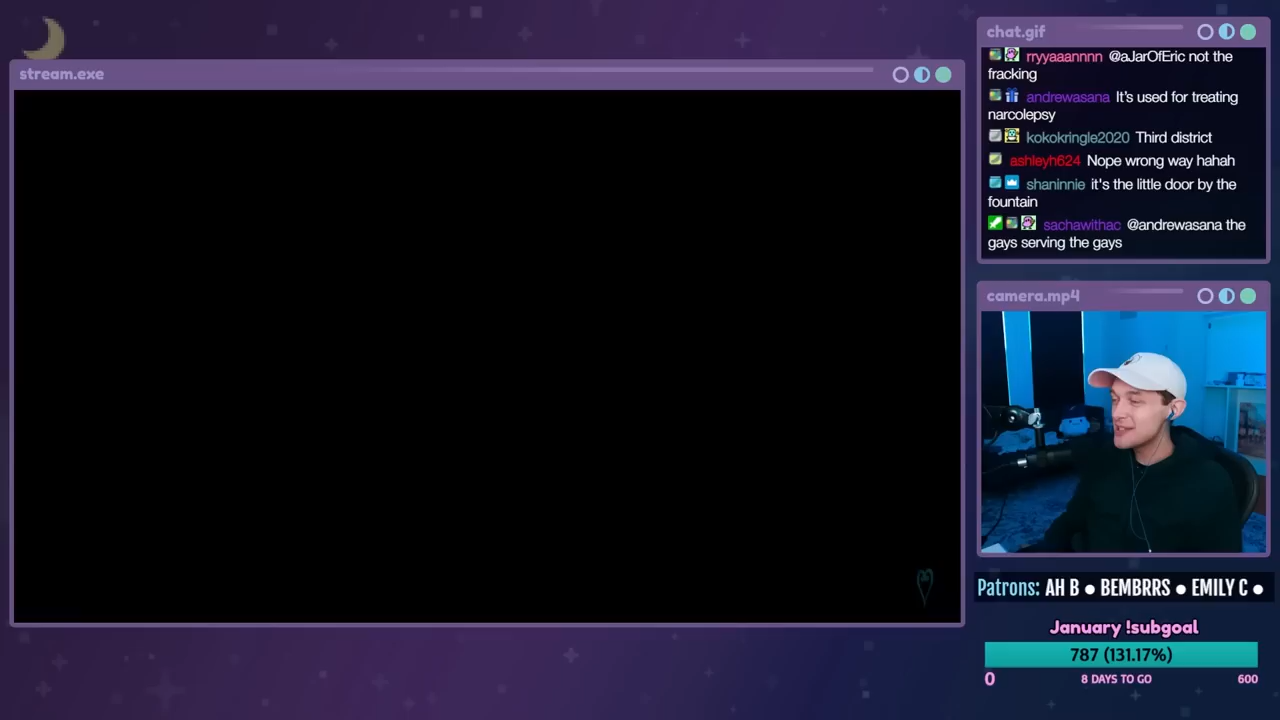 stream.exe
chat.gif
rryyaaannnn @aJarOfEric not the
fracking
andrewasana It's used for treating
narcolepsy
kokokringle2020 Third district
ashleyh624 Nope wrong way hahah
shaninnie it's the little door by the
fountain
sachawithac @andrewasana the
gays serving the gays
camera.mp4
Patrons: AH B ● BEMBRRS ● EMILY C ●
January !subgoal
787 (131.17%)
0 8 DAYS TO GO 600